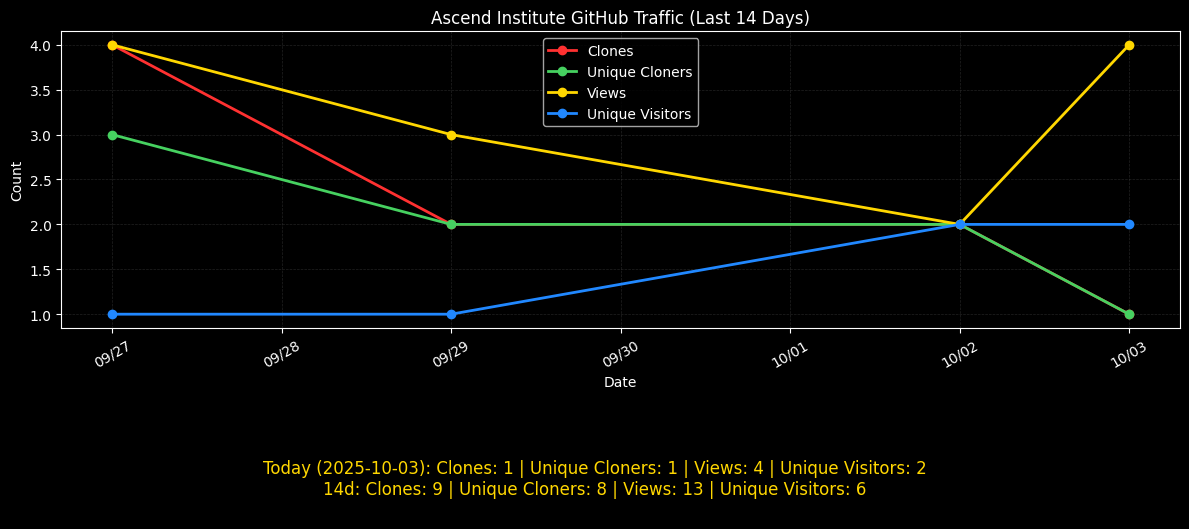 Ascend Institute GitHub Traffic (Last 14 Days)
Clones
Unique Cloners
Views
Unique Visitors
Count
4.0
3.5
3.0
2.5
2.0
1.5
1.0
09/27
09/28
09/29
09/30
10/01
10/02
10/03
Date
Today (2025-10-03): Clones: 1 | Unique Cloners: 1 | Views: 4 | Unique Visitors: 2
14d: Clones: 9 | Unique Cloners: 8 | Views: 13 | Unique Visitors: 6